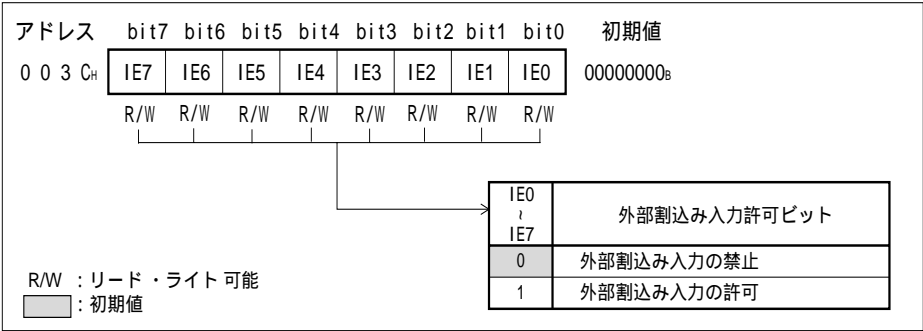 アドレス bit7 bit6 bit5 bit4 bit3 bit2 bit1 bit0 初期値
003CH IE7 IE6 IE5 IE4 IE3 IE2 IE1 IE0 00000000B
R/W R/W R/W R/W R/W R/W R/W R/W
IE0
~
IE7
外部割込み入力許可ビット
0 外部割込み入力の禁止
1 外部割込み入力の許可
R/W :リード・ライト可能
:初期値